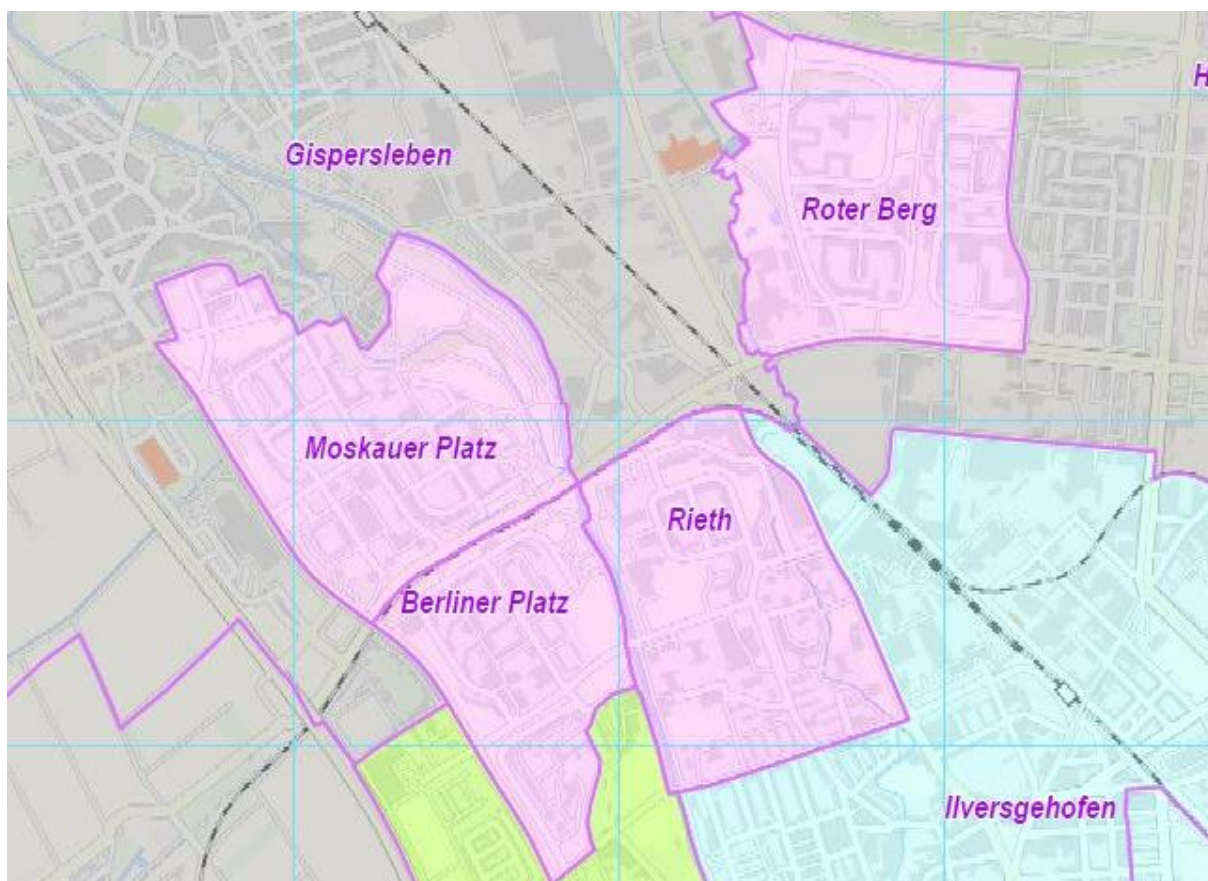 H
Gispersleben
Roter Berg
Moskauer Platz
Rieth
Berliner Platz
Ilversgehofen